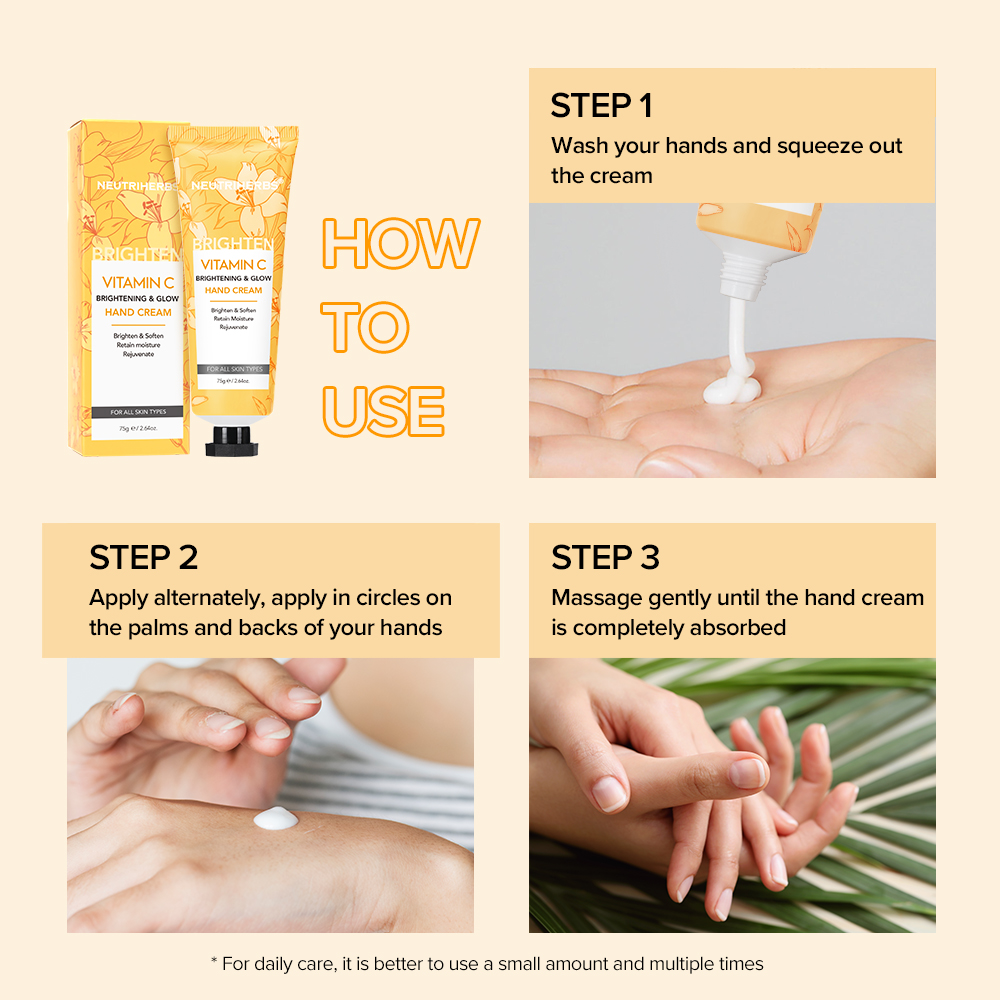 NEUTRIHERBS
BRIGHTEN
VITAMIN C
BRIGHTENING & GLOW
HAND CREAM
Brighten & Soften
Retain moisture
Rejuvenate
FOR ALL SKIN TYPES
75g ℮ / 2.64oz.
NEUTRIHERBS®
BRIGHTEN
VITAMIN C
BRIGHTENING & GLOW
HAND CREAM
Brighten & Soften
Retain Moisture
Rejuvenate
FOR ALL SKIN TYPES
75g ℮ / 2.64oz.
HOW
TO
USE
STEP 1
Wash your hands and squeeze out
the cream
STEP 2
Apply alternately, apply in circles on
the palms and backs of your hands
STEP 3
Massage gently until the hand cream
is completely absorbed
* For daily care, it is better to use a small amount and multiple times